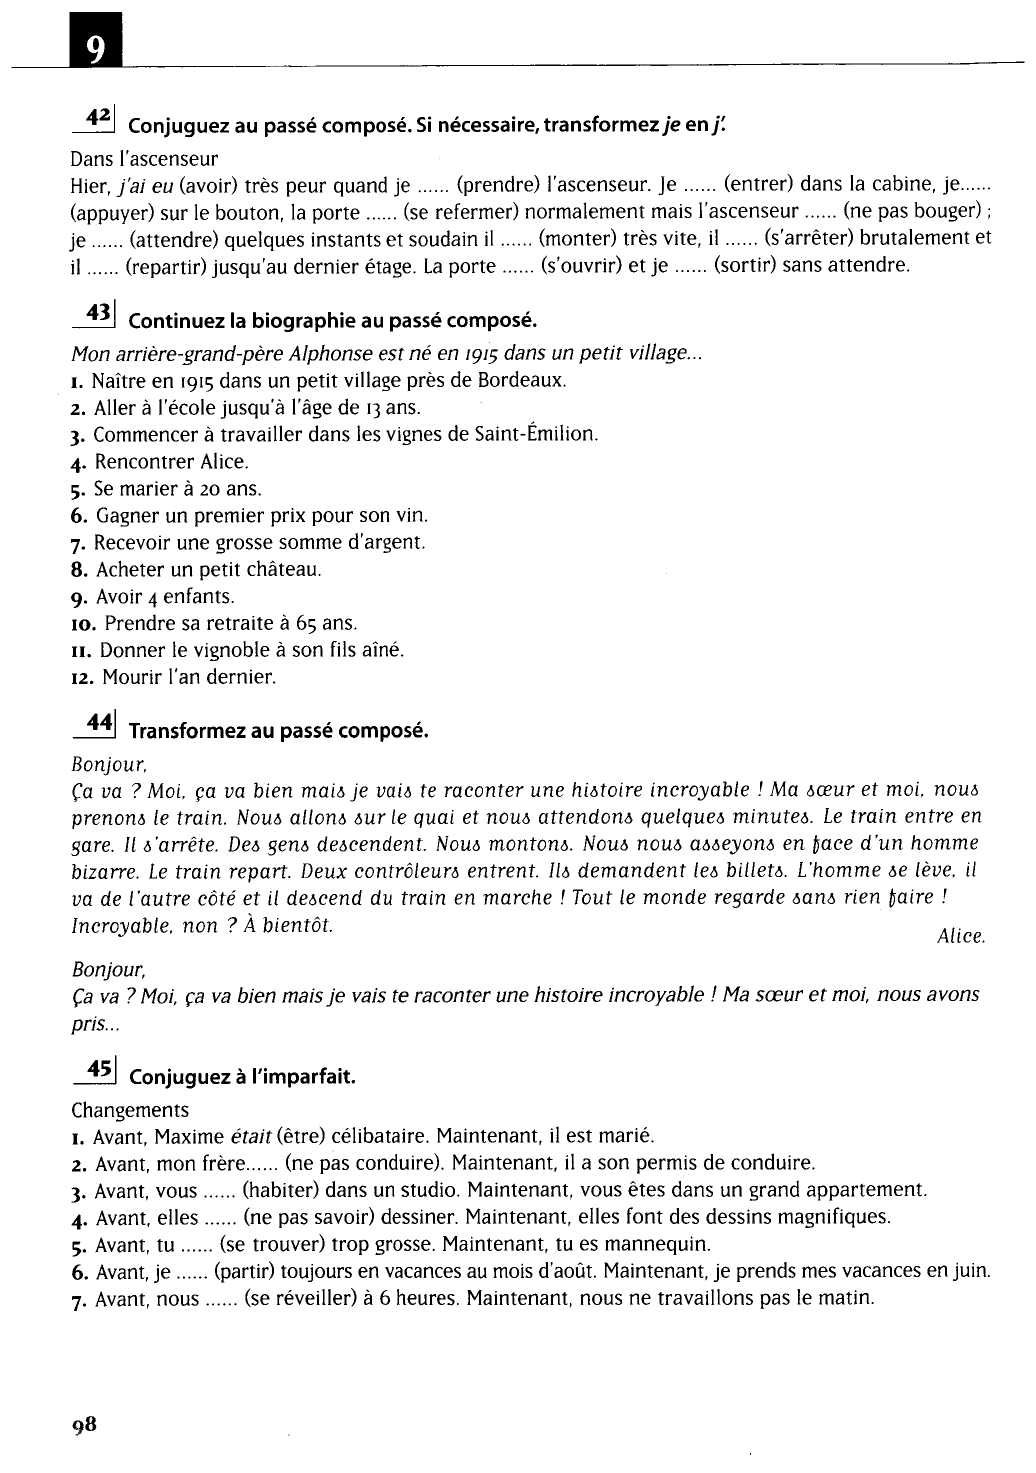 9
42 Conjuguez au passé composé. Si nécessaire, transformez je en j'.
Dans l'ascenseur
Hier, j'ai eu (avoir) très peur quand je ...... (prendre) l'ascenseur. Je ...... (entrer) dans la cabine, je......
(appuyer) sur le bouton, la porte ...... (se refermer) normalement mais l'ascenseur ...... (ne pas bouger) ;
je ...... (attendre) quelques instants et soudain il ...... (monter) très vite, il ...... (s'arrêter) brutalement et
il ...... (repartir) jusqu'au dernier étage. La porte ...... (s'ouvrir) et je ...... (sortir) sans attendre.
43 Continuez la biographie au passé composé.
Mon arrière-grand-père Alphonse est né en 1915 dans un petit village...
1. Naître en 1915 dans un petit village près de Bordeaux.
2. Aller à l'école jusqu'à l'âge de 13 ans.
3. Commencer à travailler dans les vignes de Saint-Émilion.
4. Rencontrer Alice.
5. Se marier à 20 ans.
6. Gagner un premier prix pour son vin.
7. Recevoir une grosse somme d'argent.
8. Acheter un petit château.
9. Avoir 4 enfants.
10. Prendre sa retraite à 65 ans.
11. Donner le vignoble à son fils aîné.
12. Mourir l'an dernier.
44 Transformez au passé composé.
Bonjour,
Ça va ? Moi, ça va bien mais je vais te raconter une histoire incroyable ! Ma sœur et moi, nous
prenons le train. Nous allons sur le quai et nous attendons quelques minutes. Le train entre en
gare. Il s'arrête. Des gens descendent. Nous montons. Nous nous asseyons en face d'un homme
bizarre. Le train repart. Deux contrôleurs entrent. Ils demandent les billets. L'homme se lève, il
va de l'autre côté et il descend du train en marche ! Tout le monde regarde sans rien faire !
Incroyable, non ? À bientôt.
Alice.
Bonjour,
Ça va ? Moi, ça va bien mais je vais te raconter une histoire incroyable ! Ma sœur et moi, nous avons
pris...
45 Conjuguez à l'imparfait.
Changements
1. Avant, Maxime était (être) célibataire. Maintenant, il est marié.
2. Avant, mon frère...... (ne pas conduire). Maintenant, il a son permis de conduire.
3. Avant, vous ...... (habiter) dans un studio. Maintenant, vous êtes dans un grand appartement.
4. Avant, elles ...... (ne pas savoir) dessiner. Maintenant, elles font des dessins magnifiques.
5. Avant, tu ...... (se trouver) trop grosse. Maintenant, tu es mannequin.
6. Avant, je ...... (partir) toujours en vacances au mois d'août. Maintenant, je prends mes vacances en juin.
7. Avant, nous ...... (se réveiller) à 6 heures. Maintenant, nous ne travaillons pas le matin.
98